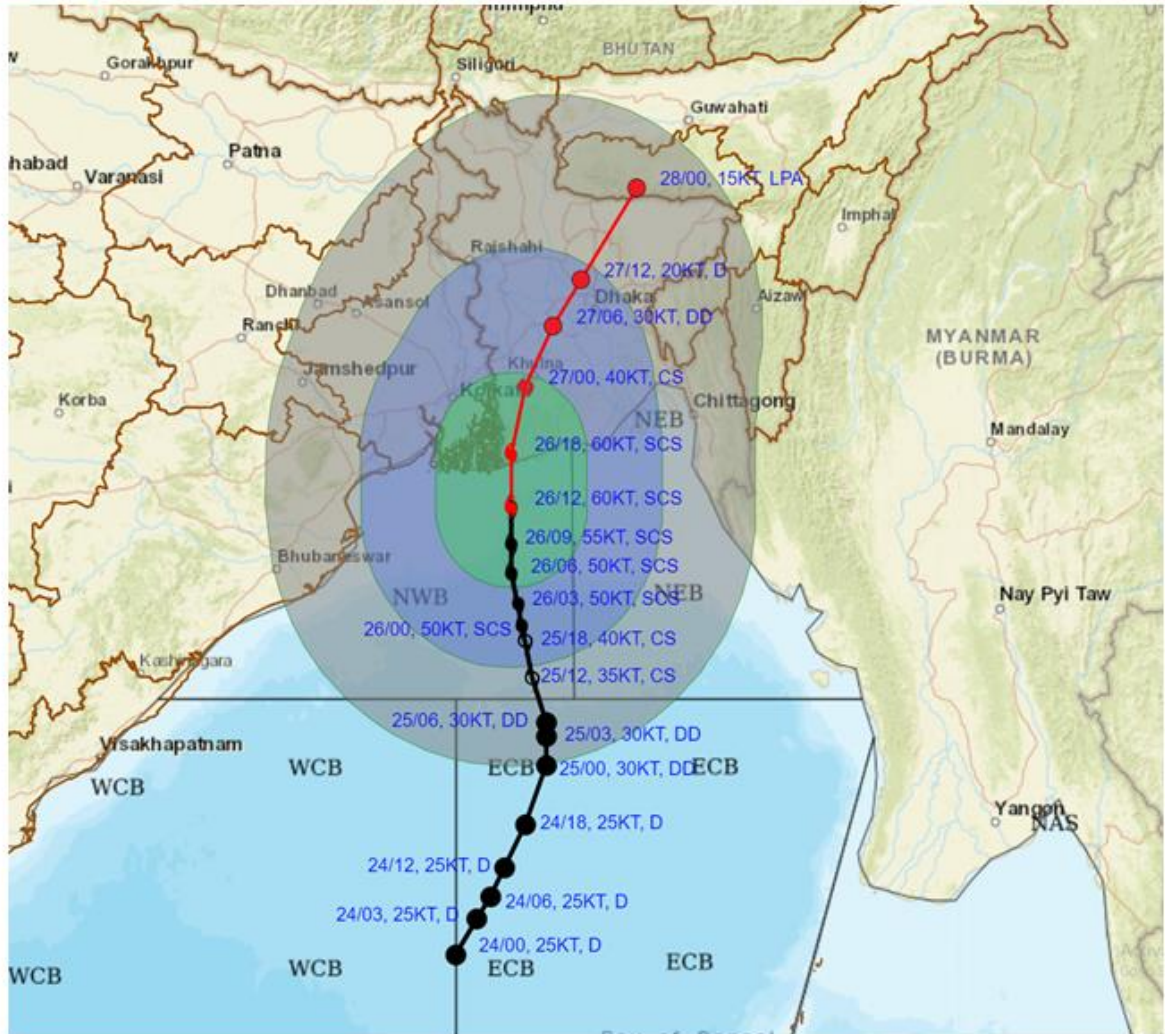 BHUTAN
Gorakhpur
Siligori
Guwahati
habad
Patna
Varanasi
28/00, 15KT, LPA
Imphal
Rajshahi
27/12, 20KT, D
Dhanbad
Dhaka
Aizaw
Asansol
27/06, 30KT, DD
Ranchi
MYANMAR
(BURMA)
Khulna
Jamshedpur
27/00, 40KT, CS
Korba
Kolkata
Chittagong
NEB
Mandalay
26/18, 60KT, SCS
26/12, 60KT, SCS
26/09, 55KT, SCS
Bhubaneswar
26/06, 50KT, SCS
NWB
NEB
Nay Pyi Taw
26/03, 50KT, SCS
26/00, 50KT, SCS
25/18, 40KT, CS
25/12, 35KT, CS
25/06, 30KT, DD
25/03, 30KT, DD
Visakhapatnam
WCB
ECB
25/00, 30KT, DD
ECB
WCB
Yangon
NAS
24/18, 25KT, D
24/12, 25KT, D
24/06, 25KT, D
24/03, 25KT, D
24/00, 25KT, D
WCB
WCB
ECB
ECB